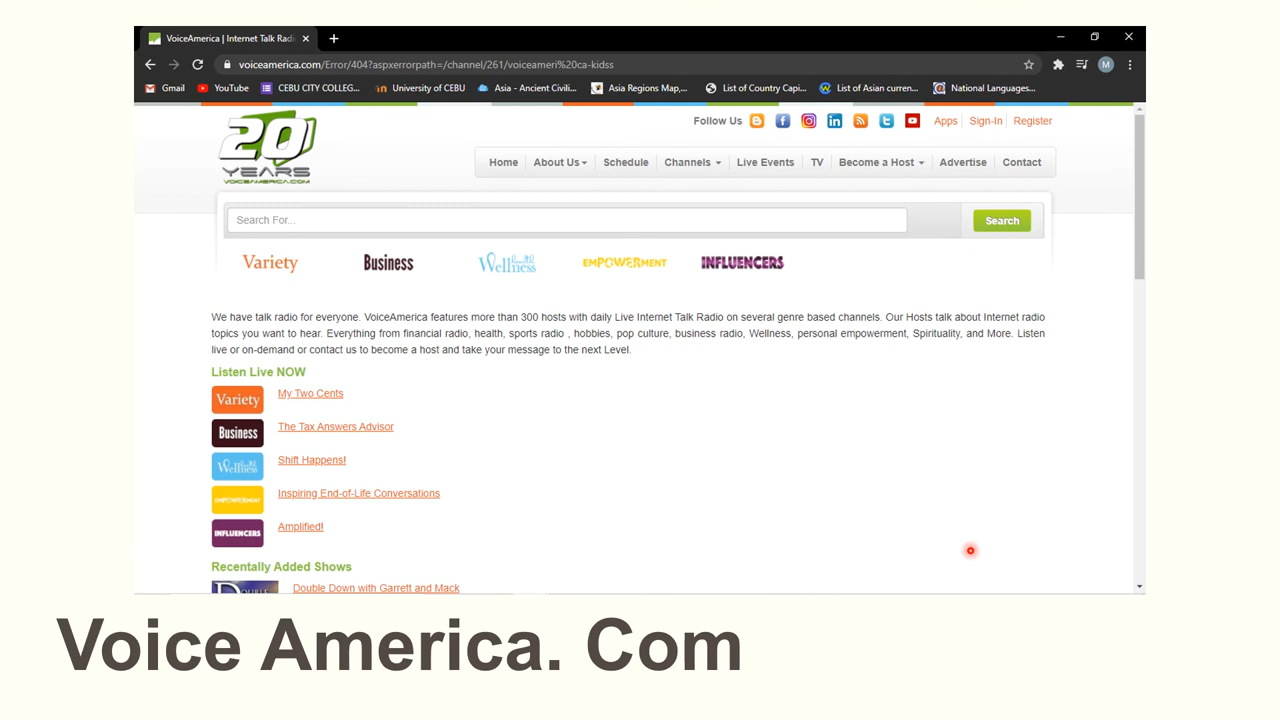 VoiceAmerica | Internet Talk Radi
voiceamerica.com/Error/404?aspxerrorpath=/channel/261/voiceameri%20ca-kidss
M
Gmail YouTube CEBU CITY COLLEG... University of CEBU Asia - Ancient Civili... Asia Regions Map,... List of Country Capi... List of Asian curren... National Languages...
20
YEARS
VOICEAMERICA.COM
Follow Us Apps Sign-In Register
Home About Us Schedule Channels Live Events TV Become a Host Advertise Contact
Search For... Search
Variety Business health Wellness EMPOWERMENT INFLUENCERS
We have talk radio for everyone. VoiceAmerica features more than 300 hosts with daily Live Internet Talk Radio on several genre based channels. Our Hosts talk about Internet radio
topics you want to hear. Everything from financial radio, health, sports radio , hobbies, pop culture, business radio, Wellness, personal empowerment, Spirituality, and More. Listen
live or on-demand or contact us to become a host and take your message to the next Level.
Listen Live NOW
Variety My Two Cents
Business The Tax Answers Advisor
health Wellness Shift Happens!
EMPOWERMENT Inspiring End-of-Life Conversations
INFLUENCERS Amplified!
Recently Added Shows
Double Down with Garrett and Mack
Voice America. Com